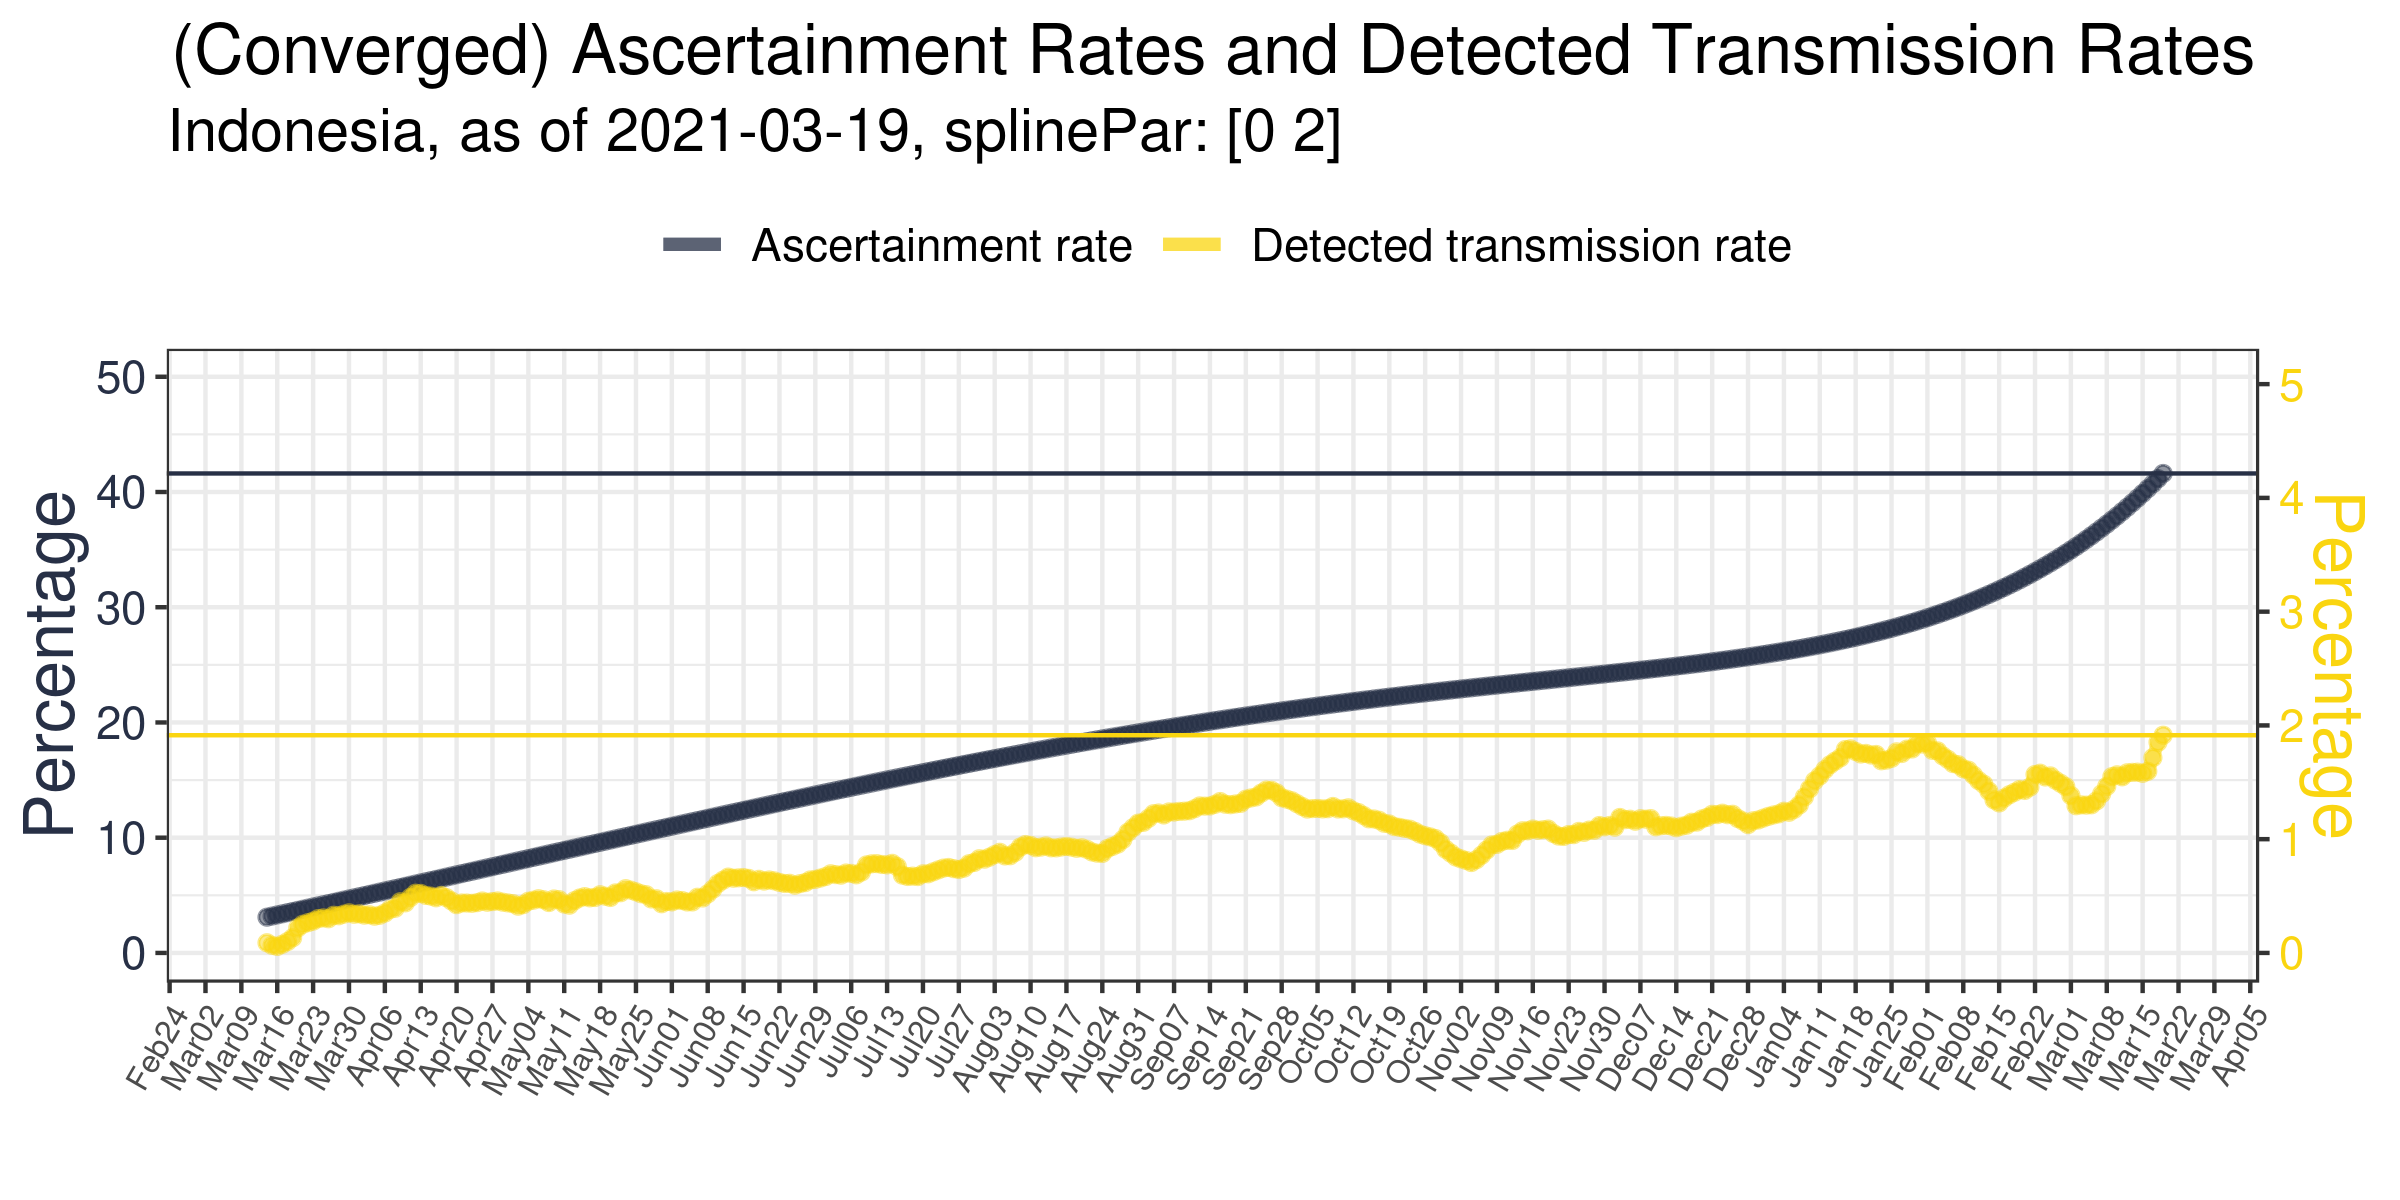 (Converged) Ascertainment Rates and Detected Transmission Rates
Indonesia, as of 2021-03-19, splinePar: [0 2]
Ascertainment rate Detected transmission rate
Percentage
50
40
30
20
10
0
5
4
3
2
1
0
Percentage
Feb24
Mar02
Mar09
Mar16
Mar23
Mar30
Apr06
Apr13
Apr20
Apr27
May04
May11
May18
May25
Jun01
Jun08
Jun15
Jun22
Jun29
Jul06
Jul13
Jul20
Jul27
Aug03
Aug10
Aug17
Aug24
Aug31
Sep07
Sep14
Sep21
Sep28
Oct05
Oct12
Oct19
Oct26
Nov02
Nov09
Nov16
Nov23
Nov30
Dec07
Dec14
Dec21
Dec28
Jan04
Jan11
Jan18
Jan25
Feb01
Feb08
Feb15
Feb22
Mar01
Mar08
Mar15
Mar22
Mar29
Apr05